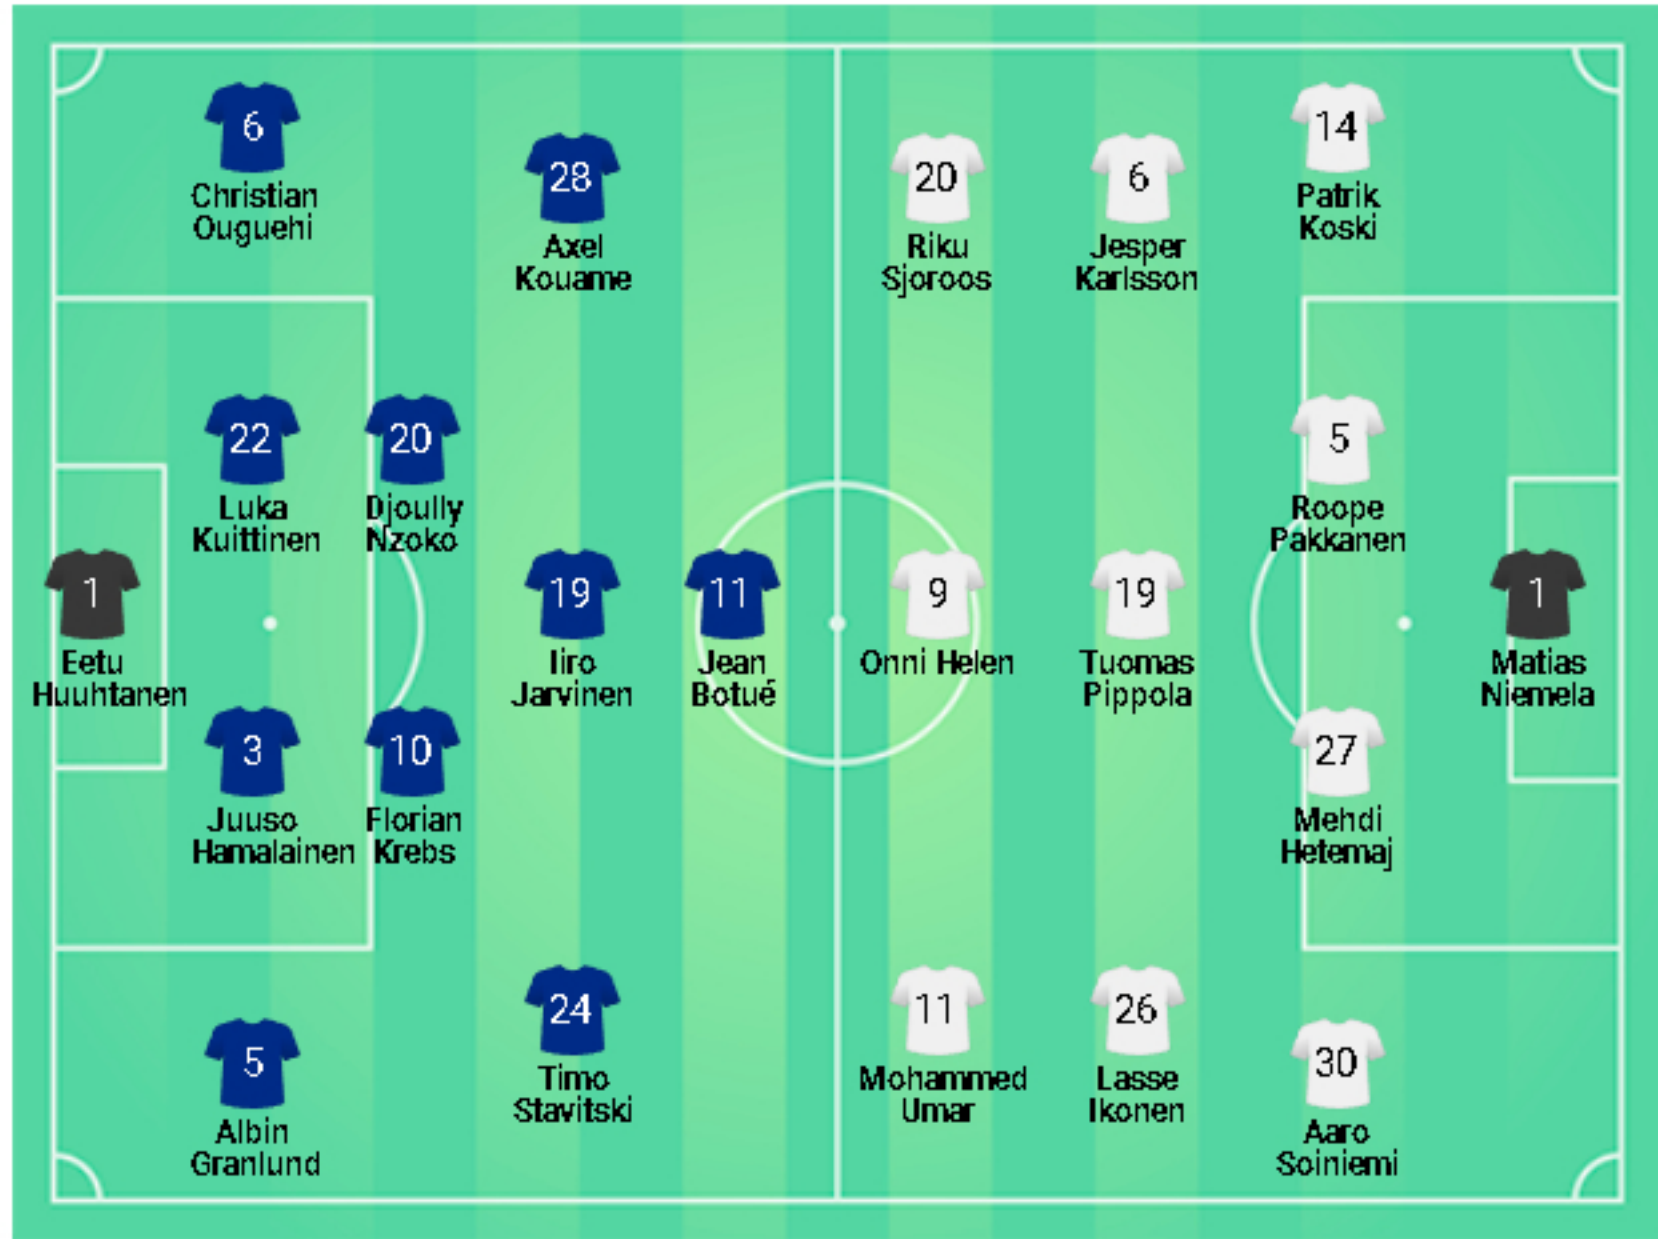 6
Christian
Ouguehi
28
Axel
Kouame
20
Riku
Sjoroos
6
Jesper
Karlsson
14
Patrik
Koski
22
Luka
Kuittinen
20
Djoully
Nzoko
5
Roope
Pakkanen
1
Eetu
Huuhtanen
19
Iiro
Jarvinen
11
Jean
Botué
9
Onni Helen
19
Tuomas
Pippola
1
Matias
Niemela
3
Juuso
Hamalainen
10
Florian
Krebs
27
Mehdi
Hetemaj
5
Albin
Granlund
24
Timo
Stavitski
11
Mohammed
Umar
26
Lasse
Ikonen
30
Aaro
Soiniemi